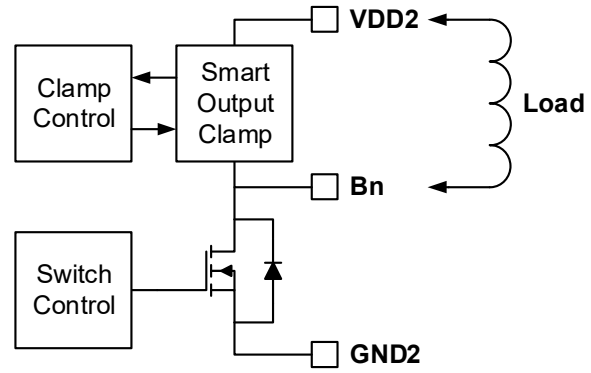 VDD2
Clamp
Control
Smart
Output
Clamp
Load
Bn
Switch
Control
GND2